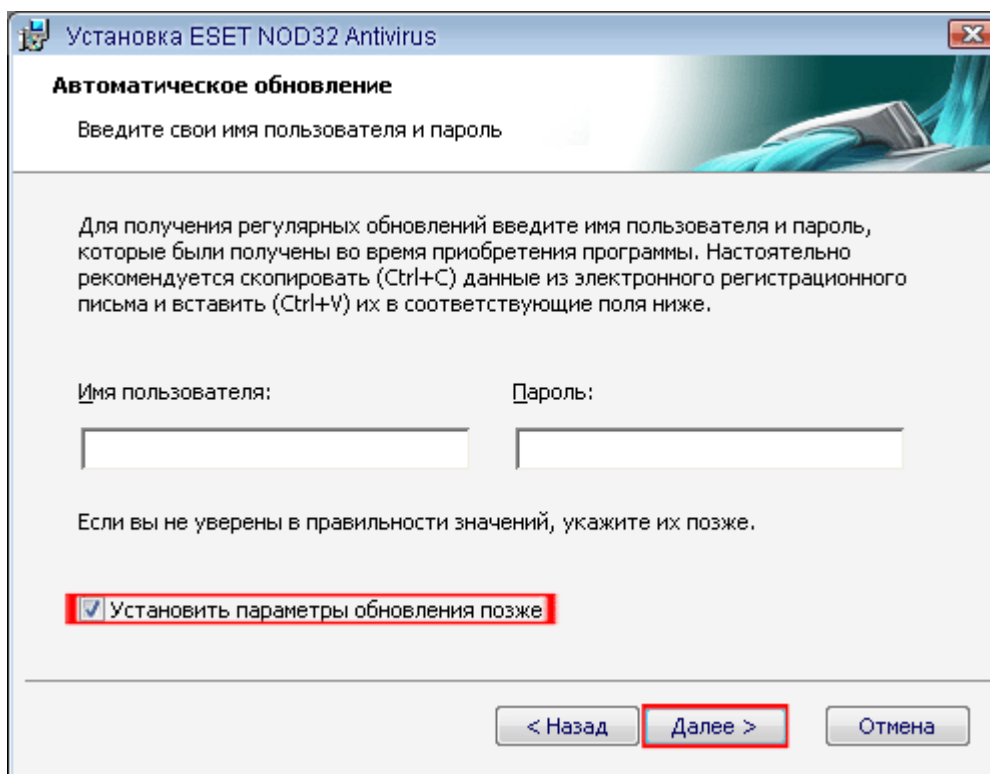 Установка ESET NOD32 Antivirus
Автоматическое обновление
Введите свои имя пользователя и пароль
Для получения регулярных обновлений введите имя пользователя и пароль,
которые были получены во время приобретения программы. Настоятельно
рекомендуется скопировать (Ctrl+C) данные из электронного регистрационного
письма и вставить (Ctrl+V) их в соответствующие поля ниже.
Имя пользователя: Пароль:
Если вы не уверены в правильности значений, укажите их позже.
Установить параметры обновления позже
< Назад Далее > Отмена